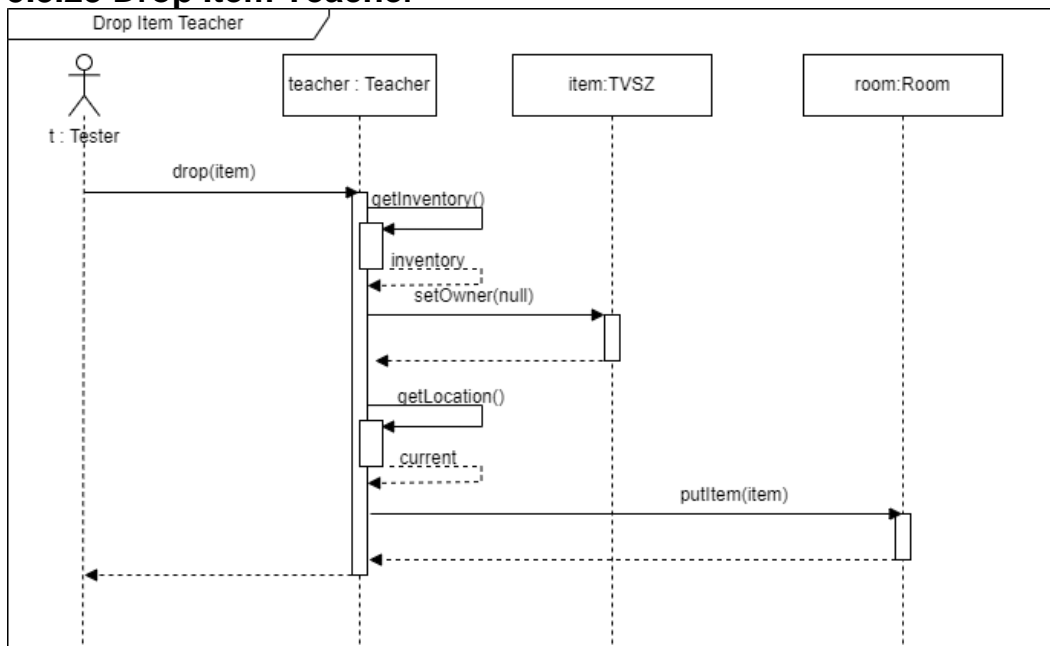 Drop Item Teacher
t : Tester
teacher : Teacher
item:TVSZ
room:Room
drop(item)
getInventory()
inventory
setOwner(null)
getLocation()
current
putItem(item)